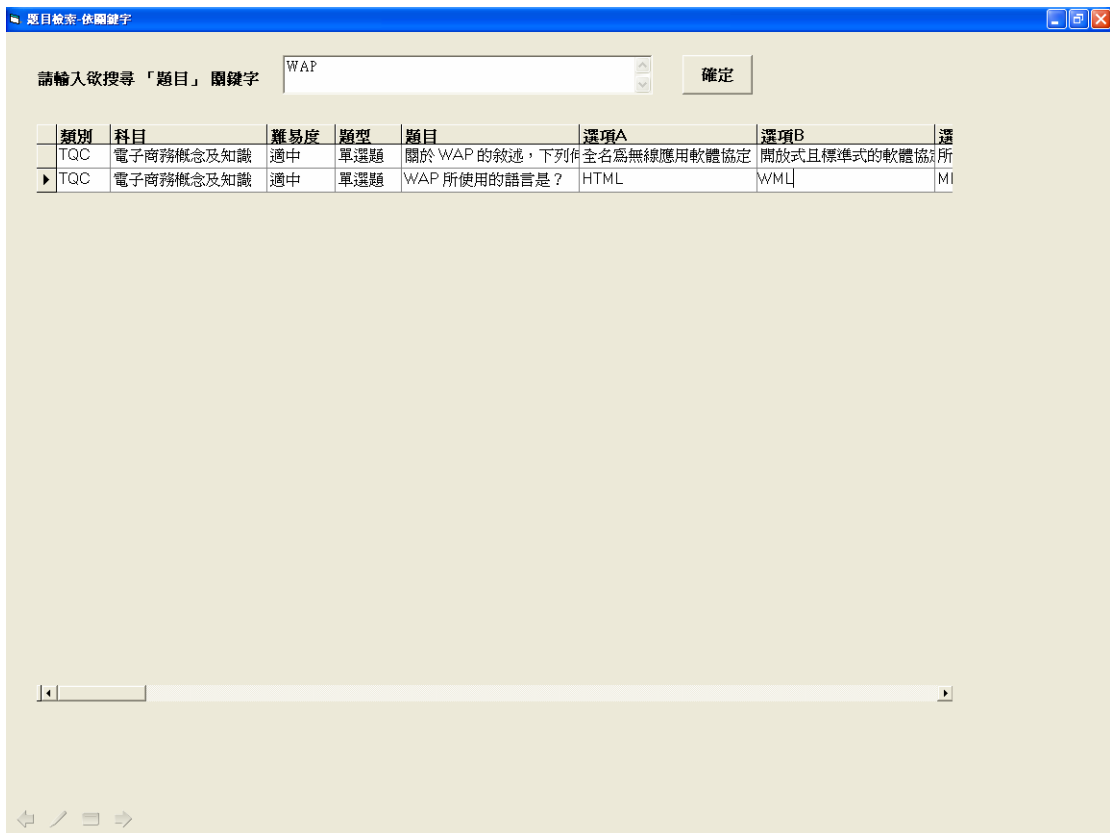 題目檢索-依關鍵字
請輸入欲搜尋 「題目」 關鍵字 WAP 確定
類別 科目 難易度 題型 題目 選項A 選項B 選
TQC 電子商務概念及知識 適中 單選題 關於 WAP 的敘述，下列何 全名為無線應用軟體協定 開放式且標準式的軟體協定 所
TQC 電子商務概念及知識 適中 單選題 WAP 所使用的語言是？ HTML WML MI